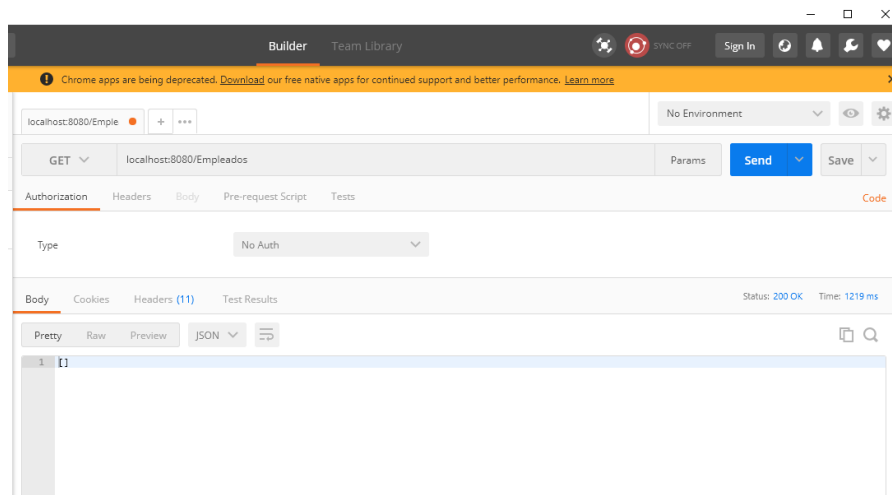 Builder Team Library SYNC OFF Sign In
Chrome apps are being deprecated. Download our free native apps for continued support and better performance. Learn more
localhost:8080/Emple + ••• No Environment
GET localhost:8080/Empleados Params Send Save
Authorization Headers Body Pre-request Script Tests Code
Type No Auth
Body Cookies Headers (11) Test Results Status: 200 OK Time: 1219 ms
Pretty Raw Preview JSON
1 []